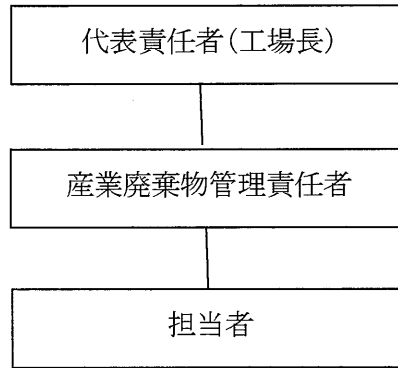 代表責任者(工場長)
産業廃棄物管理責任者
担当者